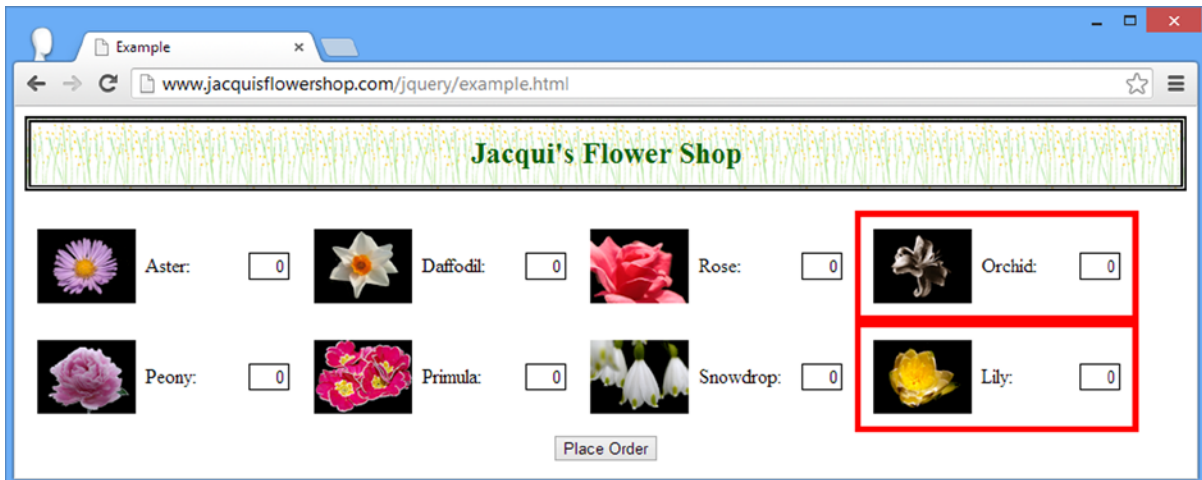 Example
www.jacquisflowershop.com/jquery/example.html
Jacqui's Flower Shop
Aster: 0 Daffodil: 0 Rose: 0 Orchid: 0
Peony: 0 Primula: 0 Snowdrop: 0 Lily: 0
Place Order